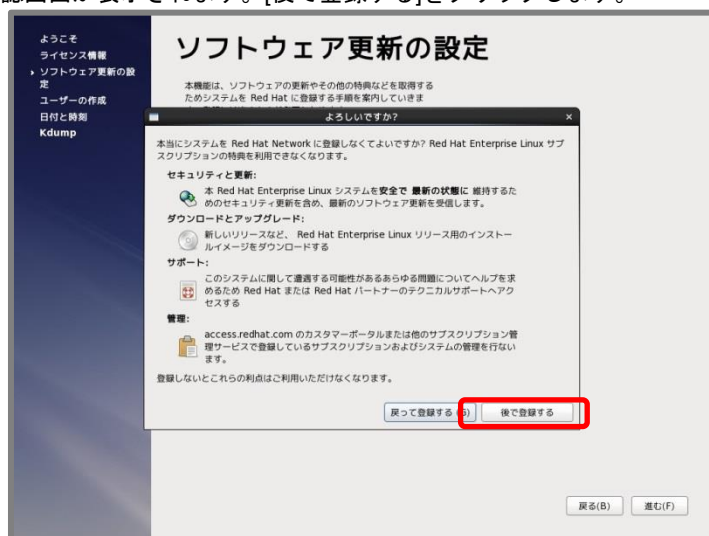 認画面が表示されます。[後で登録する]をクリックします。
ようこそ
ライセンス情報
ソフトウェア更新の設
定
ユーザーの作成
日付と時刻
Kdump
ソフトウェア更新の設定
本機能は、ソフトウェアの更新やその他の特典などを取得する
ためシステムを Red Hat に登録する手順を案内していきま
よろしいですか?
本当にシステムを Red Hat Network に登録しなくてよいですか? Red Hat Enterprise Linux サブ
スクリプションの特典を利用できなくなります。
セキュリティと更新:
本 Red Hat Enterprise Linux システムを安全で 最新の状態に 維持するた
めのセキュリティ更新を含め、最新のソフトウェア更新を受信します。
ダウンロードとアップグレード:
新しいリリースなど、 Red Hat Enterprise Linux リリース用のインストー
ルイメージをダウンロードする
サポート:
このシステムに関して遭遇する可能性があるあらゆる問題についてヘルプを求
めるため Red Hat または Red Hat パートナーのテクニカルサポートへアク
セスする
管理:
access.redhat.com のカスタマーポータルまたは他のサブスクリプション管
理サービスで登録しているサブスクリプションおよびシステムの管理を行ない
ます。
登録しないとこれらの利点はご利用いただけなくなります。
戻って登録する (G) 後で登録する
戻る(B) 進む(F)